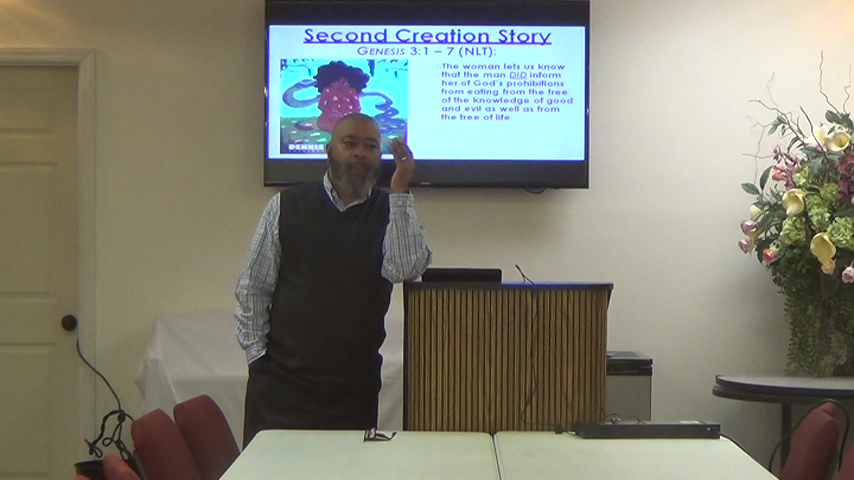 Second Creation Story
GENESIS 3:1 – 7 (NLT):
The woman lets us know
that the man DID inform
her of God's prohibitions
from eating from the tree
of the knowledge of good
and evil as well as from
the tree of life.
DENNIS